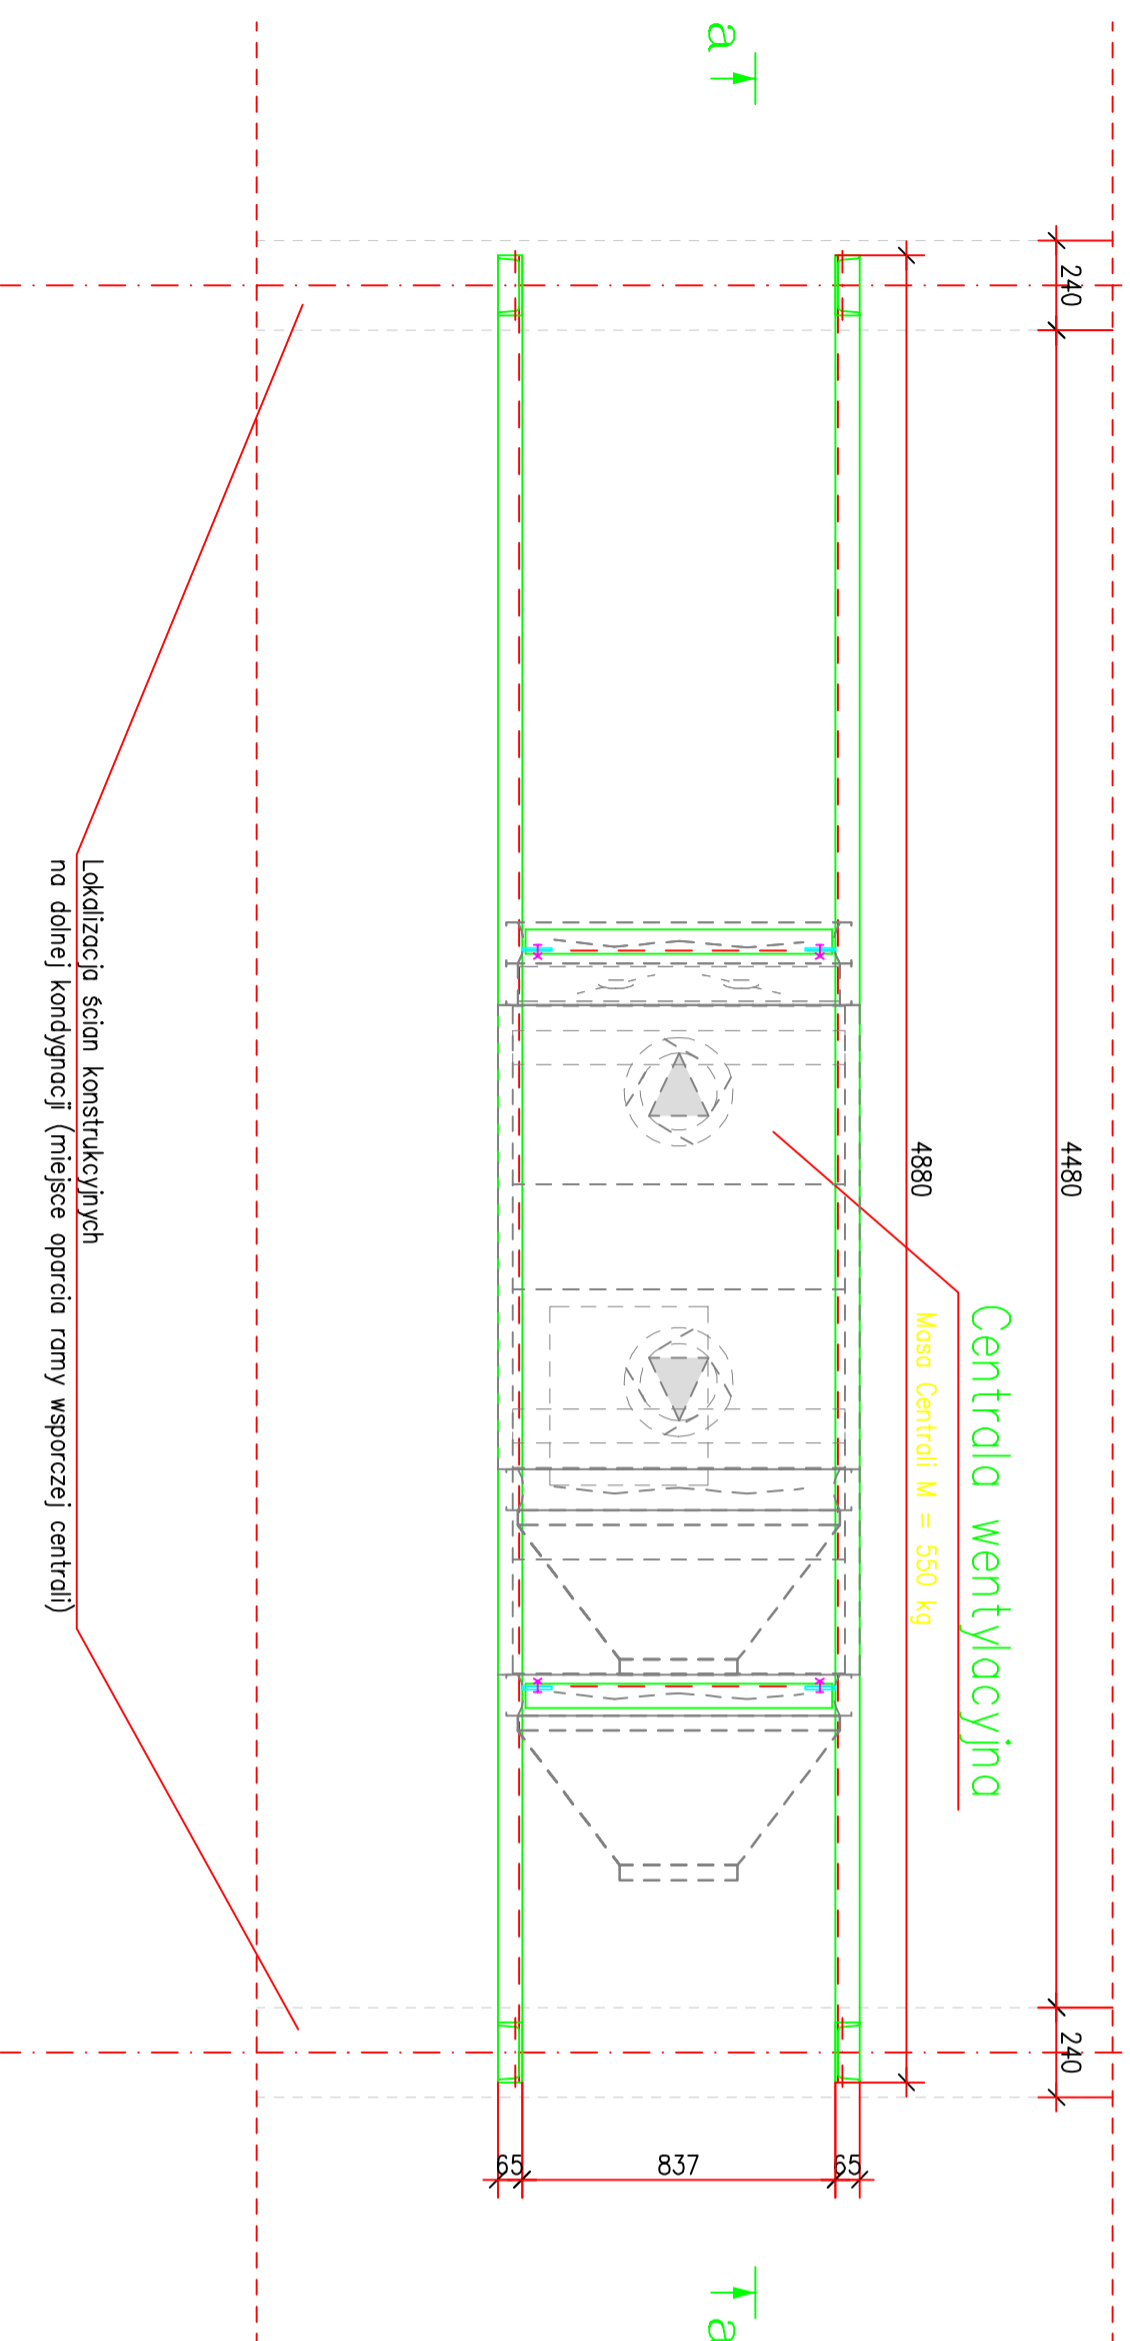 a
240
4480
240
4880
Centrala wentylacyjna
Masa Centrali M = 550 kg
Lokalizacja ścian konstrukcyjnych
na dolnej kondygnacji (miejsce oparcia ramy wsporczej centrali)
65
837
65
a